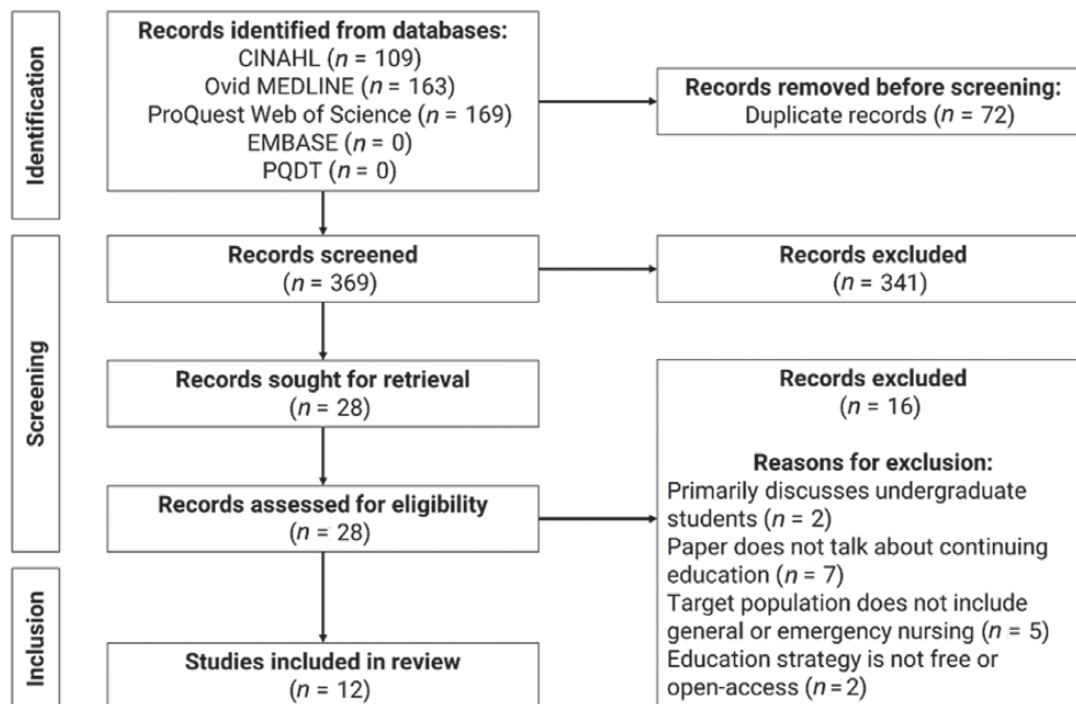 Identification
Records identified from databases:
CINAHL (n = 109)
Ovid MEDLINE (n = 163)
ProQuest Web of Science (n = 169)
EMBASE (n = 0)
PQDT (n = 0)
Records removed before screening:
Duplicate records (n = 72)
Screening
Records screened
(n = 369)
Records excluded
(n = 341)
Records sought for retrieval
(n = 28)
Records assessed for eligibility
(n = 28)
Records excluded
(n = 16)
Reasons for exclusion:
Primarily discusses undergraduate
students (n = 2)
Paper does not talk about continuing
education (n = 7)
Target population does not include
general or emergency nursing (n = 5)
Education strategy is not free or
open-access (n = 2)
Inclusion
Studies included in review
(n = 12)